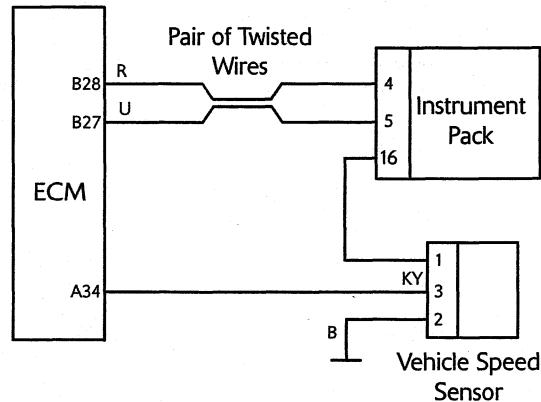 Pair of Twisted
Wires
R
B28
4
U
B27
5
Instrument
Pack
16
ECM
1
KY
A34
3
2
B
Vehicle Speed
Sensor